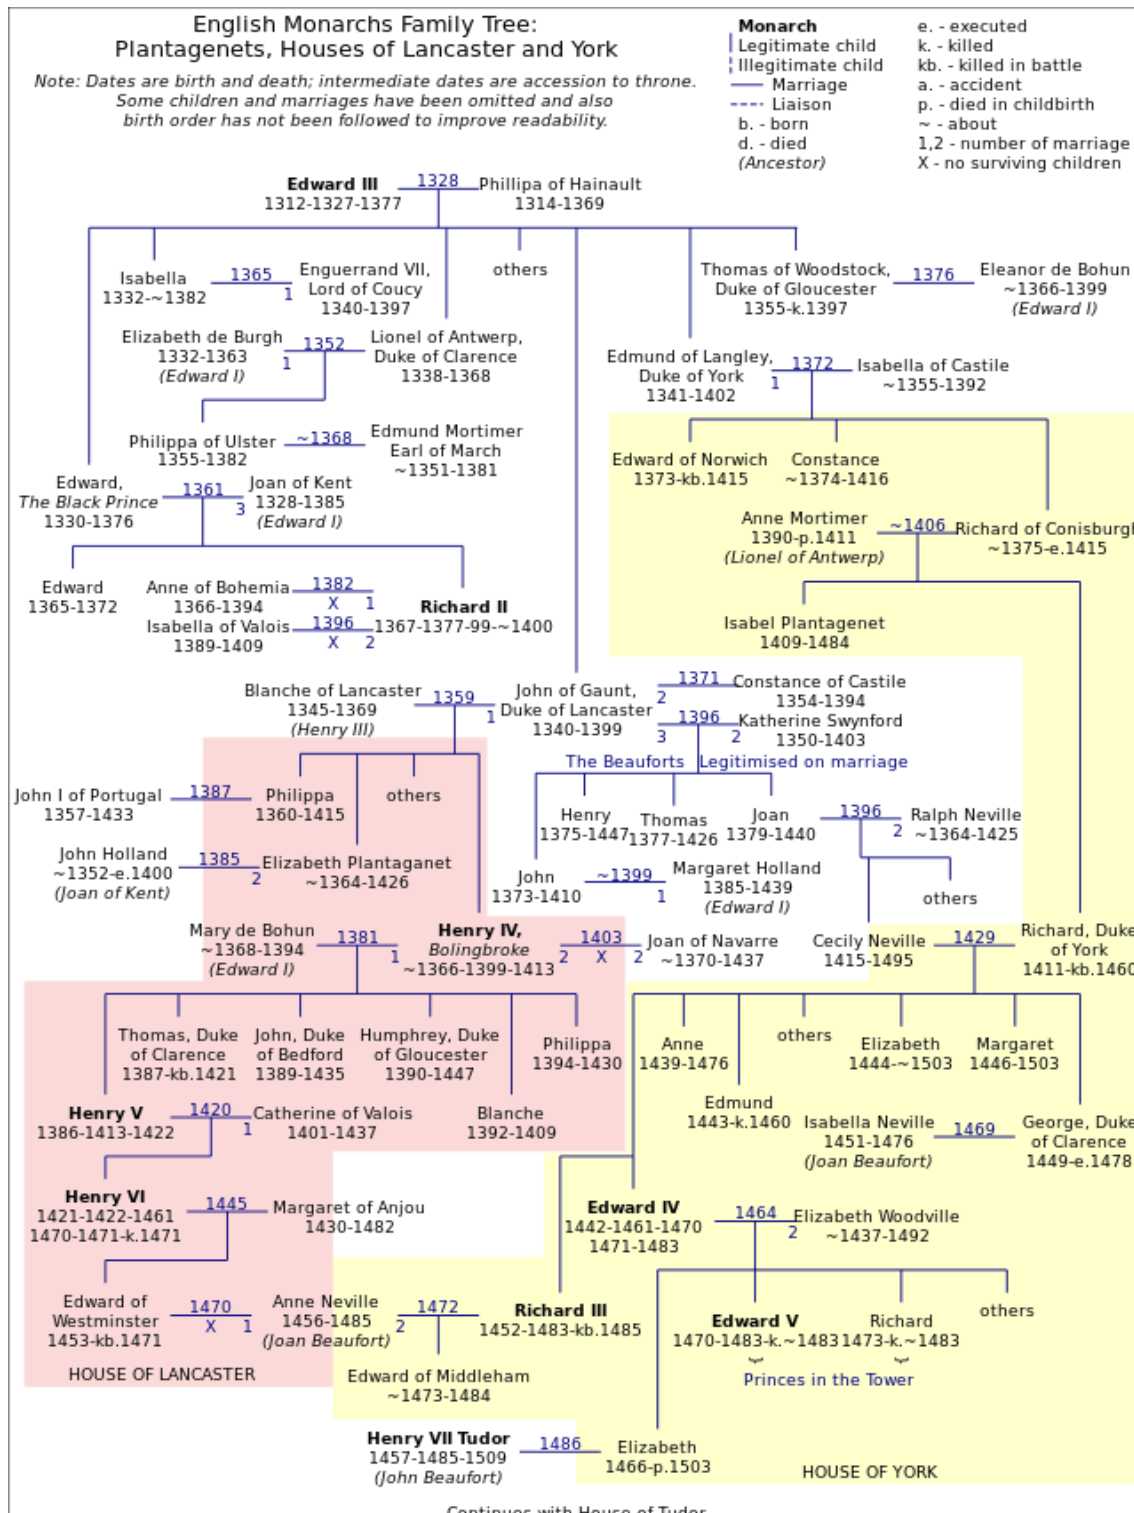 English Monarchs Family Tree:
Plantagenets, Houses of Lancaster and York
Note: Dates are birth and death; intermediate dates are accession to throne.
Some children and marriages have been omitted and also
birth order has not been followed to improve readability.
Monarch
Legitimate child
Illegitimate child
Marriage
Liaison
b. - born
d. - died
(Ancestor)
e. - executed
k. - killed
kb. - killed in battle
a. - accident
p. - died in childbirth
~ - about
1,2 - number of marriage
X - no surviving children
Edward III
1312-1327-1377
1328
Phillipa of Hainault
1314-1369
Isabella
1332-~1382
1365
1
Enguerrand VII,
Lord of Coucy
1340-1397
others
Thomas of Woodstock,
Duke of Gloucester
1355-k.1397
1376
Eleanor de Bohun
~1366-1399
(Edward I)
Elizabeth de Burgh
1332-1363
(Edward I)
1352
1
Lionel of Antwerp,
Duke of Clarence
1338-1368
Edmund of Langley,
Duke of York
1341-1402
1372
1
Isabella of Castile
~1355-1392
Philippa of Ulster
1355-1382
~1368
Edmund Mortimer
Earl of March
~1351-1381
Edward of Norwich
1373-kb.1415
Constance
~1374-1416
Edward,
The Black Prince
1330-1376
1361
3
Joan of Kent
1328-1385
(Edward I)
Anne Mortimer
1390-p.1411
(Lionel of Antwerp)
~1406
Richard of Conisburgh
~1375-e.1415
Edward
1365-1372
Anne of Bohemia
1366-1394
1382
X 1
Isabella of Valois
1389-1409
1396
X 2
Richard II
1367-1377-99-~1400
Isabel Plantagenet
1409-1484
Blanche of Lancaster
1345-1369
(Henry III)
1359
1
John of Gaunt,
Duke of Lancaster
1340-1399
1371
2
Constance of Castile
1354-1394
1396
3 2
Katherine Swynford
1350-1403
The Beauforts Legitimised on marriage
John I of Portugal
1357-1433
1387
Philippa
1360-1415
others
Henry
1375-1447
Thomas
1377-1426
Joan
1379-1440
1396
2
Ralph Neville
~1364-1425
John Holland
~1352-e.1400
(Joan of Kent)
1385
2
Elizabeth Plantaganet
~1364-1426
John
1373-1410
~1399
1
Margaret Holland
1385-1439
(Edward I)
others
Mary de Bohun
~1368-1394
(Edward I)
1381
1
Henry IV,
Bolingbroke
~1366-1399-1413
1403
2 X 2
Joan of Navarre
~1370-1437
Cecily Neville
1415-1495
1429
Richard, Duke
of York
1411-kb.1460
Thomas, Duke
of Clarence
1387-kb.1421
John, Duke
of Bedford
1389-1435
Humphrey, Duke
of Gloucester
1390-1447
Philippa
1394-1430
Anne
1439-1476
others
Elizabeth
1444-~1503
Margaret
1446-1503
Henry V
1386-1413-1422
1420
1
Catherine of Valois
1401-1437
Blanche
1392-1409
Edmund
1443-k.1460
Isabella Neville
1451-1476
(Joan Beaufort)
1469
George, Duke
of Clarence
1449-e.1478
Henry VI
1421-1422-1461
1470-1471-k.1471
1445
Margaret of Anjou
1430-1482
Edward IV
1442-1461-1470
1471-1483
1464
2
Elizabeth Woodville
~1437-1492
Edward of
Westminster
1453-kb.1471
1470
X 1
Anne Neville
1456-1485
(Joan Beaufort)
1472
2
Richard III
1452-1483-kb.1485
Edward V
1470-1483-k.~1483
Richard
1473-k.~1483
others
Princes in the Tower
HOUSE OF LANCASTER
Edward of Middleham
~1473-1484
Henry VII Tudor
1457-1485-1509
(John Beaufort)
1486
Elizabeth
1466-p.1503
HOUSE OF YORK
Continues with House of Tudor